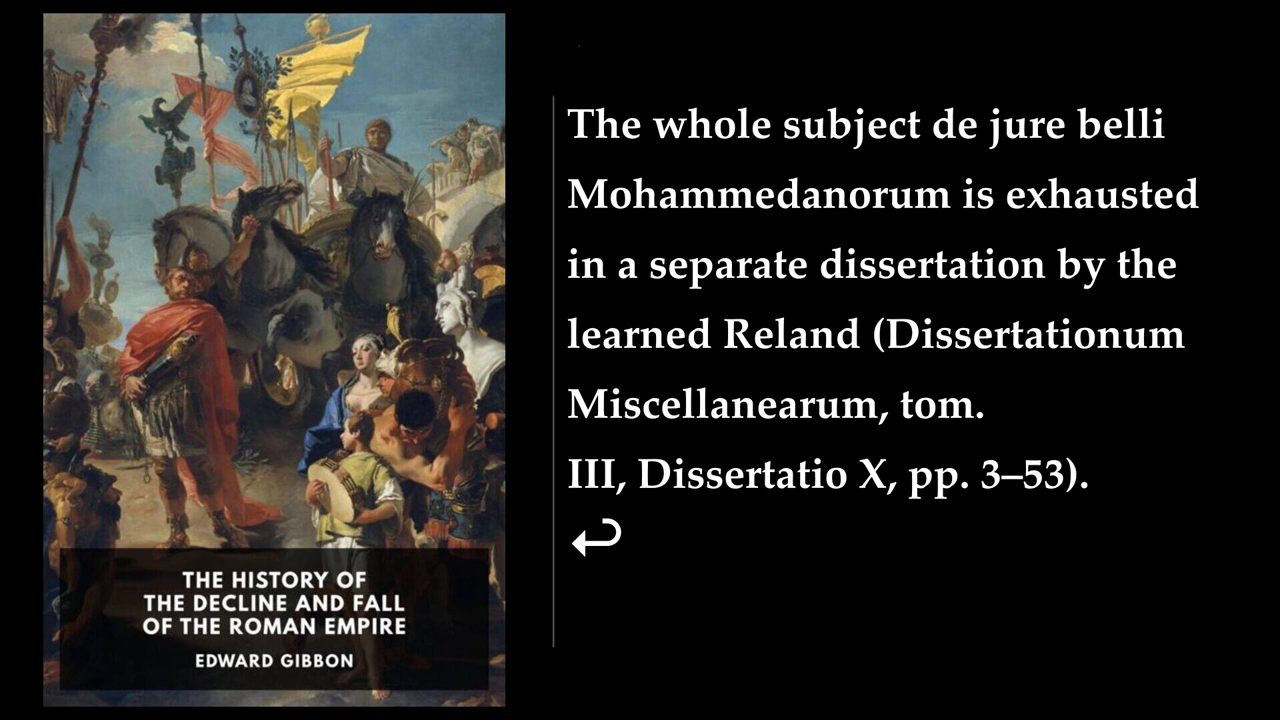 The whole subject de jure belli
Mohammedanorum is exhausted
in a separate dissertation by the
learned Reland (Dissertationum
Miscellanearum, tom.
III, Dissertatio X, pp. 3–53).
↩
THE HISTORY OF
THE DECLINE AND FALL
OF THE ROMAN EMPIRE
EDWARD GIBBON